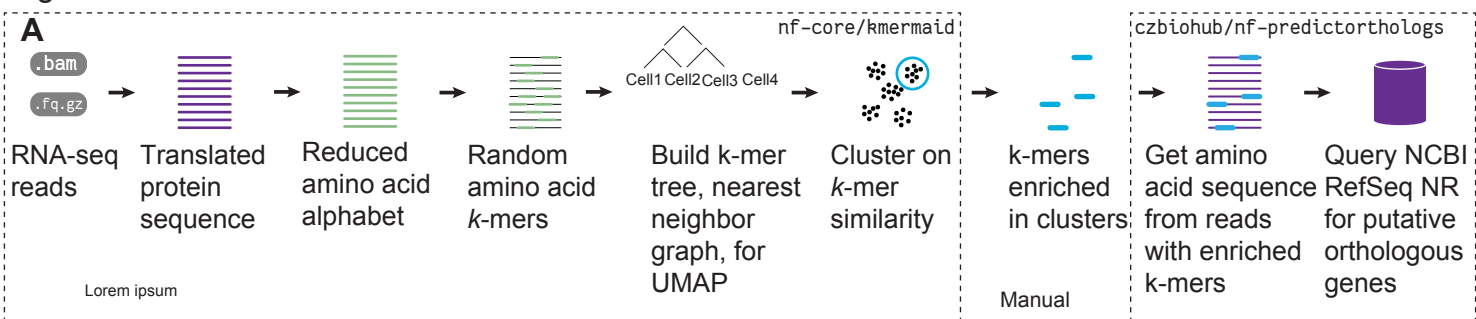 A
nf-core/kmermaid
czbiohub/nf-predictorthologs
.bam
.fq.gz
Cell1 Cell2 Cell3 Cell4
RNA-seq
reads
Translated
protein
sequence
Reduced
amino acid
alphabet
Random
amino acid
k-mers
Build k-mer
tree, nearest
neighbor
graph, for
UMAP
Cluster on
k-mer
similarity
k-mers
enriched
in clusters
Get amino
acid sequence
from reads
with enriched
k-mers
Query NCBI
RefSeq NR
for putative
orthologous
genes
Lorem ipsum
Manual